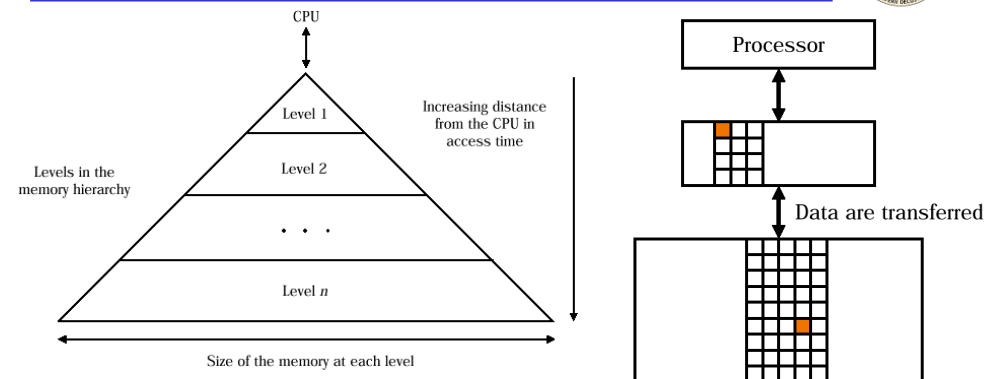 CPU
Level 1
Level 2
. . .
Level n
Levels in the
memory hierarchy
Increasing distance
from the CPU in
access time
Size of the memory at each level
Processor
Data are transferred